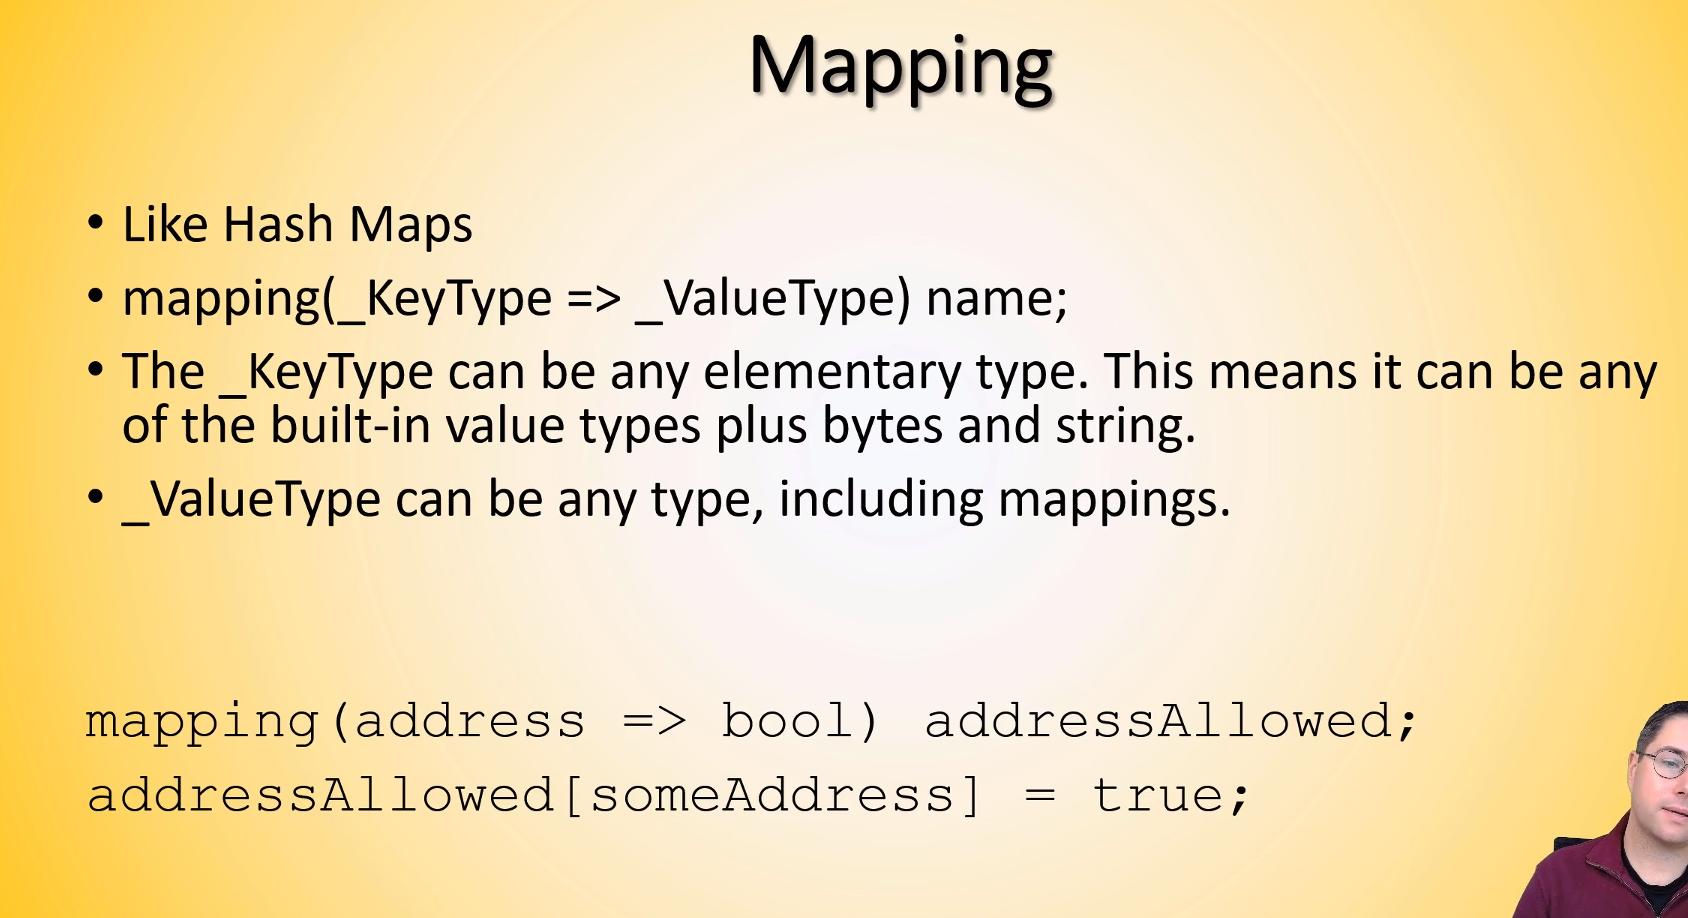 Mapping
• Like Hash Maps
• mapping(_KeyType => _ValueType) name;
• The _KeyType can be any elementary type. This means it can be any
of the built-in value types plus bytes and string.
• _ValueType can be any type, including mappings.
mapping(address => bool) addressAllowed;
addressAllowed[someAddress] = true;